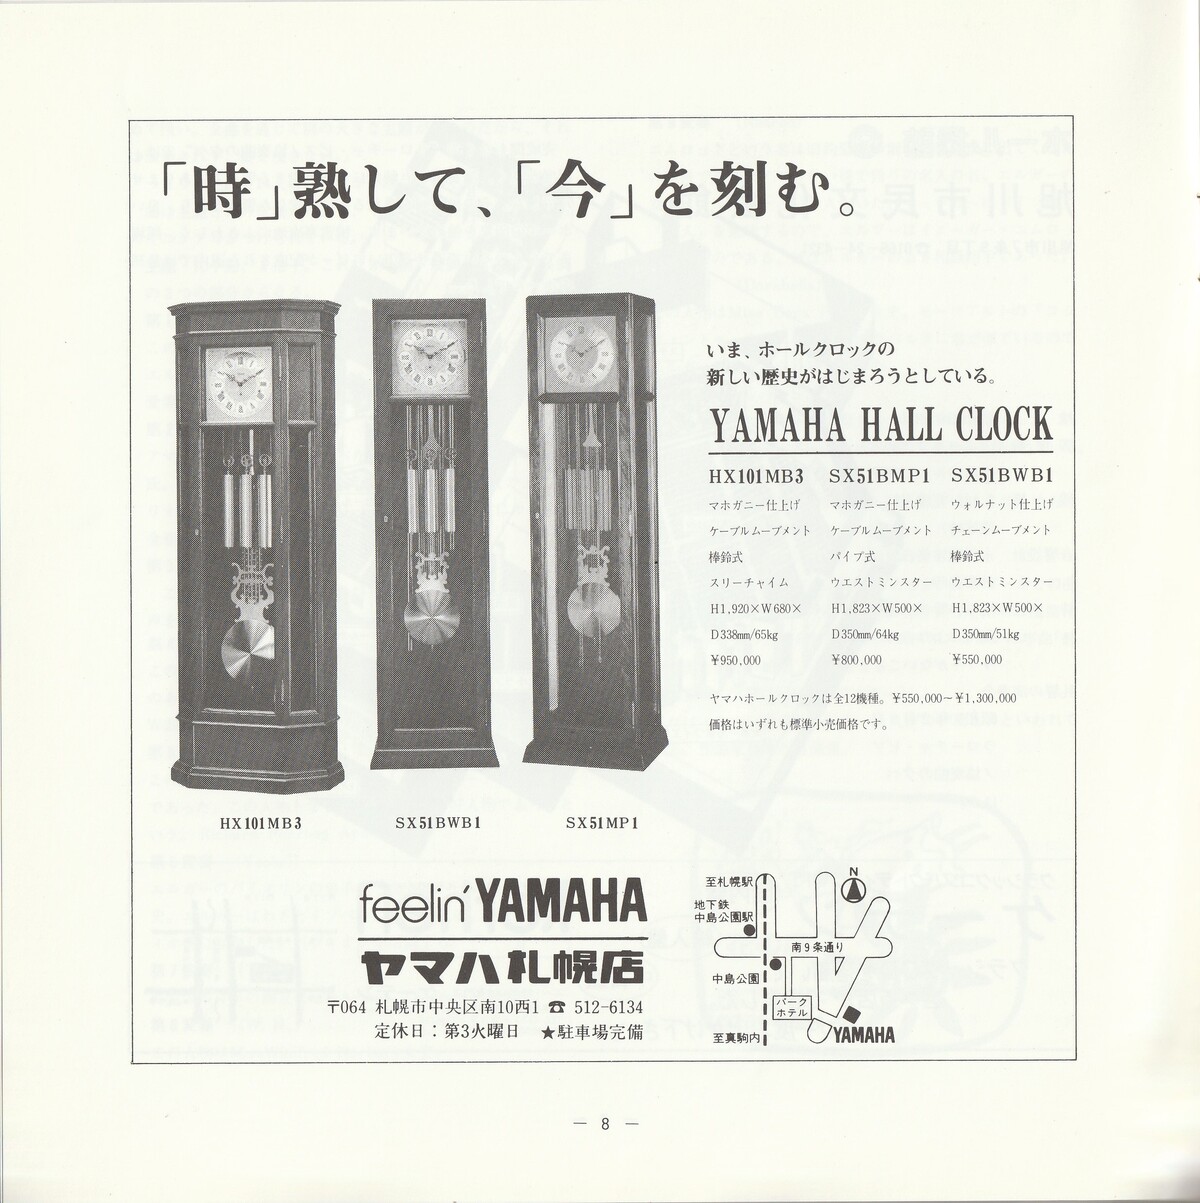 「時」熟して、「今」を刻む。
いま、ホールクロックの
新しい歴史がはじまろうとしている。
YAMAHA HALL CLOCK
HX101MB3 SX51BMP1 SX51BWB1
マホガニー仕上げ マホガニー仕上げ ウォルナット仕上げ
ケーブルムーブメント ケーブルムーブメント チェーンムーブメント
棒鈴式 パイプ式 棒鈴式
スリーチャイム ウエストミンスター ウエストミンスター
H1,920×W680× H1,823×W500× H1,823×W500×
D338mm/65kg D350mm/64kg D350mm/51kg
¥950,000 ¥800,000 ¥550,000
ヤマハホールクロックは全12機種。¥550,000~¥1,300,000
価格はいずれも標準小売価格です。
HX101MB3 SX51BWB1 SX51MP1
feelin' YAMAHA
ヤマハ札幌店
〒064 札幌市中央区南10西1 ☎ 512-6134
定休日:第3火曜日 ★駐車場完備
N
至札幌駅
地下鉄
中島公園駅
南9条通り
中島公園
パーク
ホテル
至真駒内
YAMAHA
— 8 —